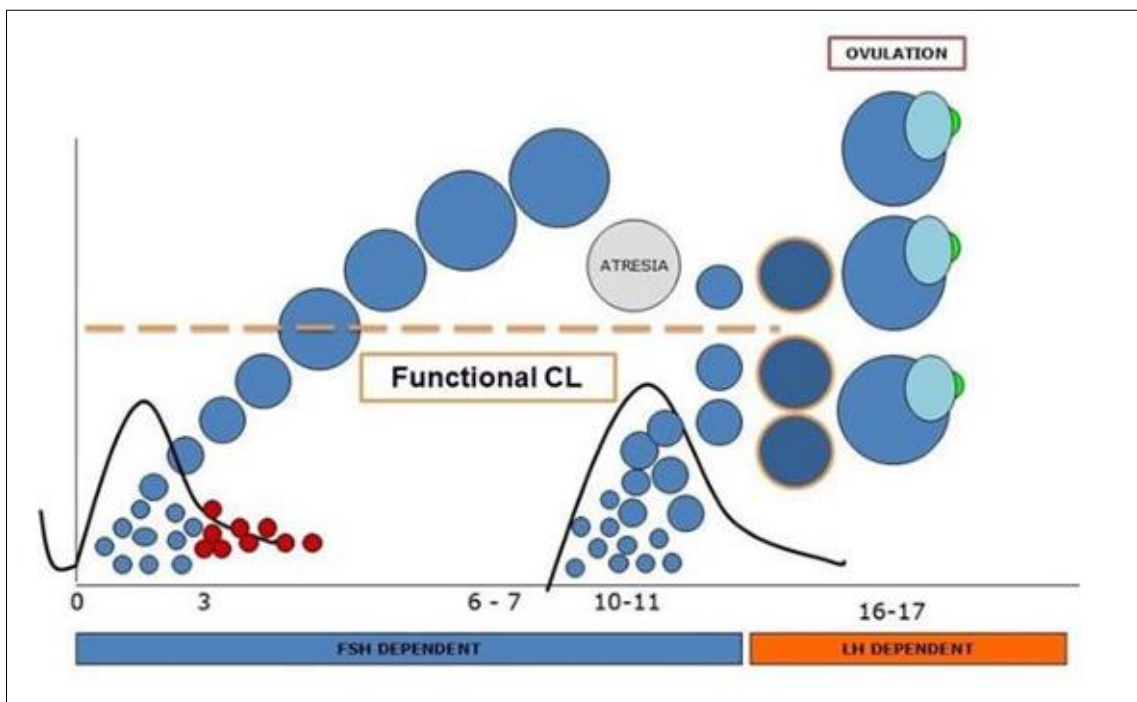 OVULATION
ATRESIA
Functional CL
0 3 6 - 7 10-11 16-17
FSH DEPENDENT LH DEPENDENT